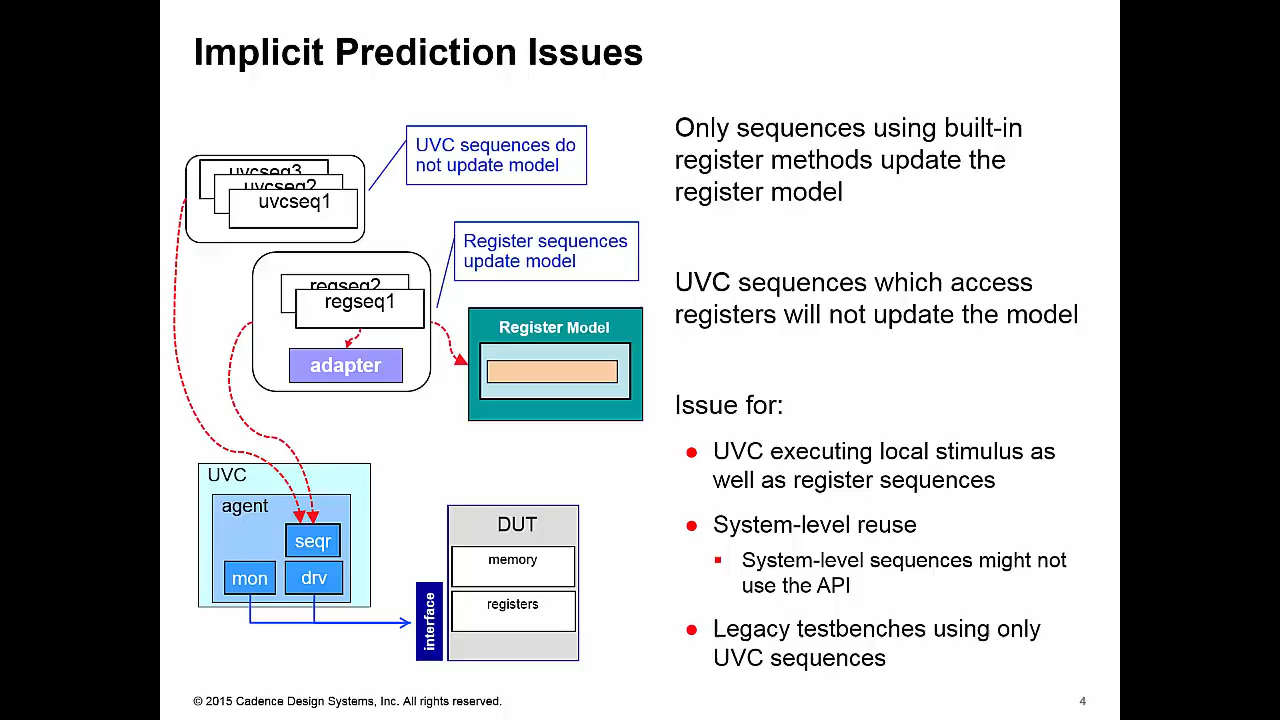 Implicit Prediction Issues
UVC sequences do
not update model
uvcseq3
uvcseq2
uvcseq1
Register sequences
update model
regseq2
regseq1
adapter
Register Model
UVC
agent
seqr
mon
drv
interface
DUT
memory
registers
Only sequences using built-in
register methods update the
register model
UVC sequences which access
registers will not update the model
Issue for:
UVC executing local stimulus as
well as register sequences
System-level reuse
System-level sequences might not
use the API
Legacy testbenches using only
UVC sequences
© 2015 Cadence Design Systems, Inc. All rights reserved.
4